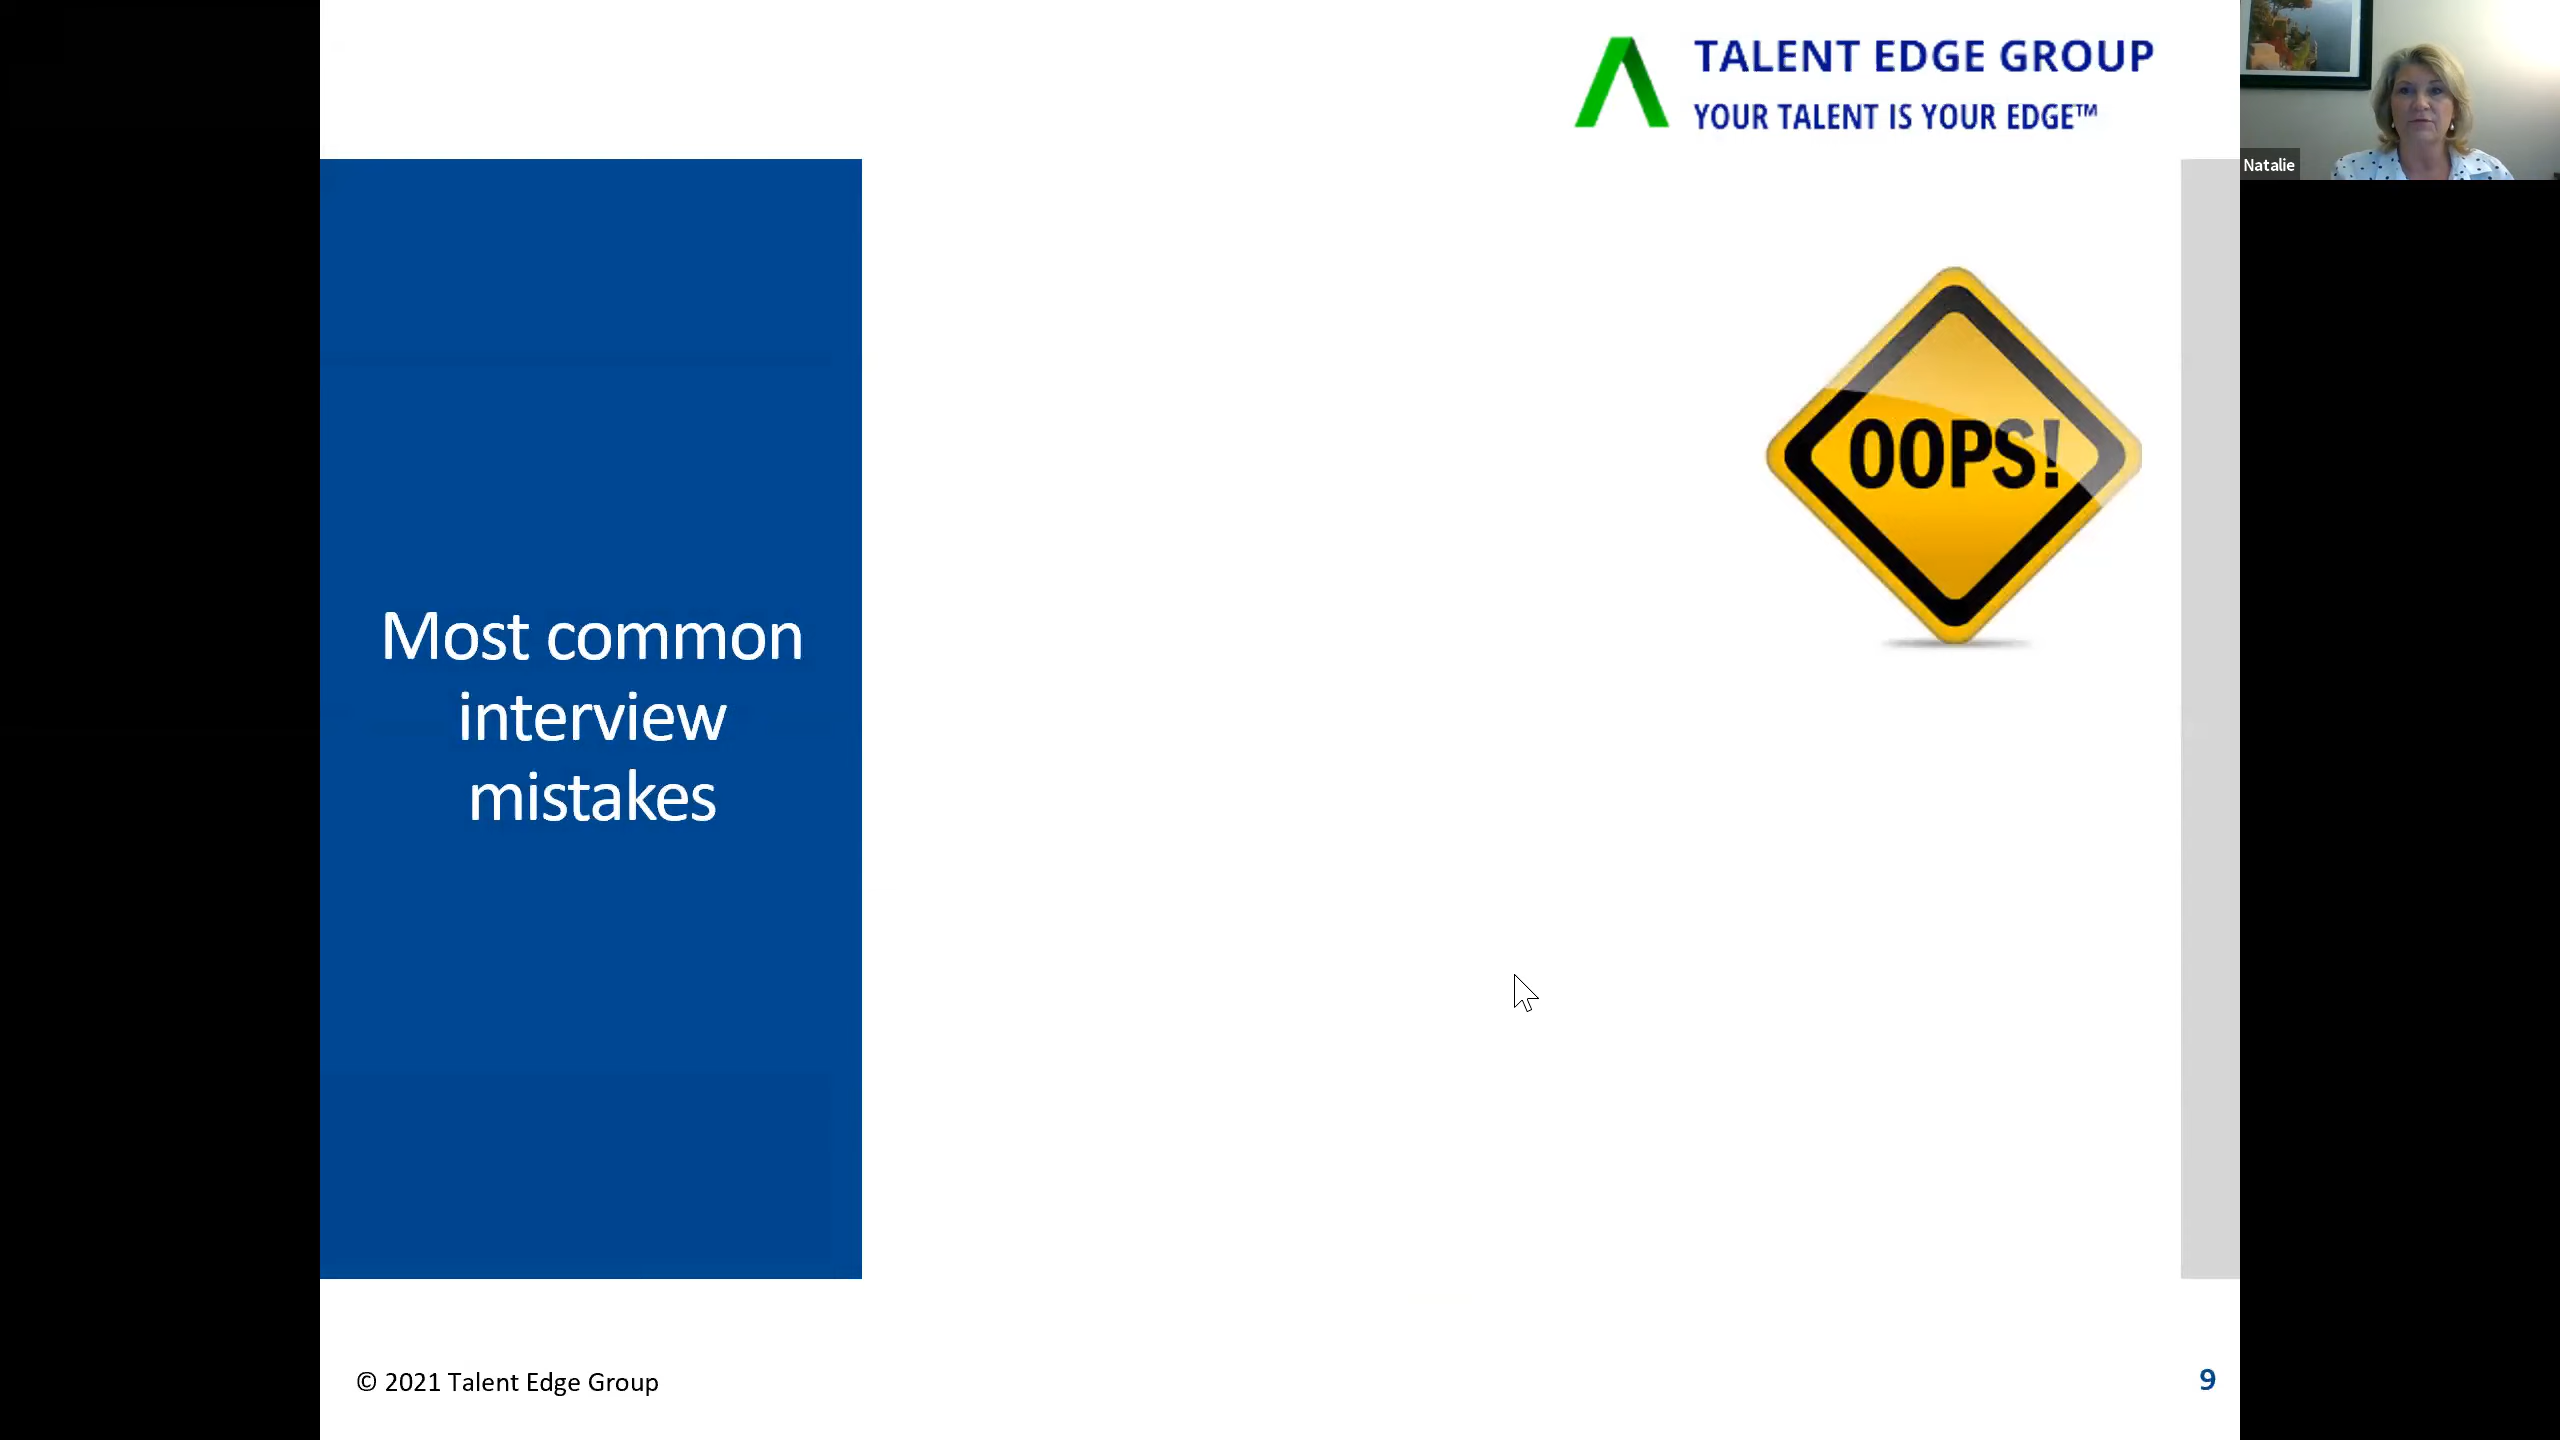 TALENT EDGE GROUP
YOUR TALENT IS YOUR EDGE™
Natalie
OOPS!
Most common
interview
mistakes
© 2021 Talent Edge Group
9